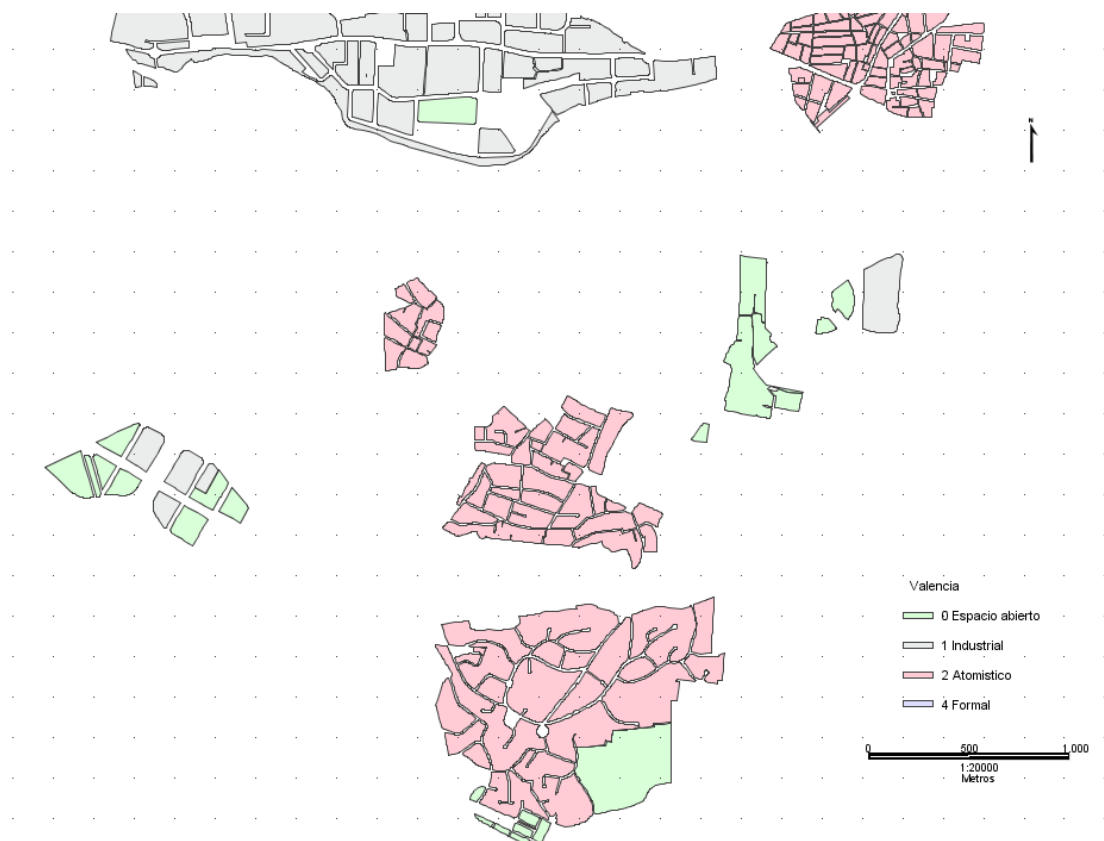 N
Valencia
0 Espacio abierto
1 Industrial
2 Atomistico
4 Formal
0 500 1,000
1:20000
Metros